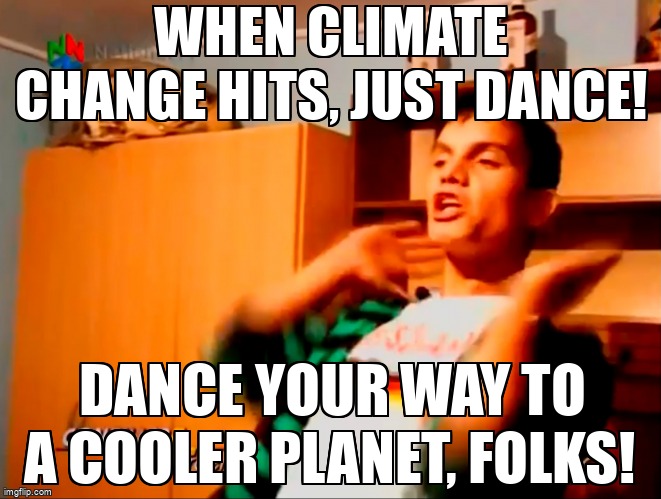 WHEN CLIMATE
CHANGE HITS, JUST DANCE!
DANCE YOUR WAY TO
A COOLER PLANET, FOLKS!
imgflip.com